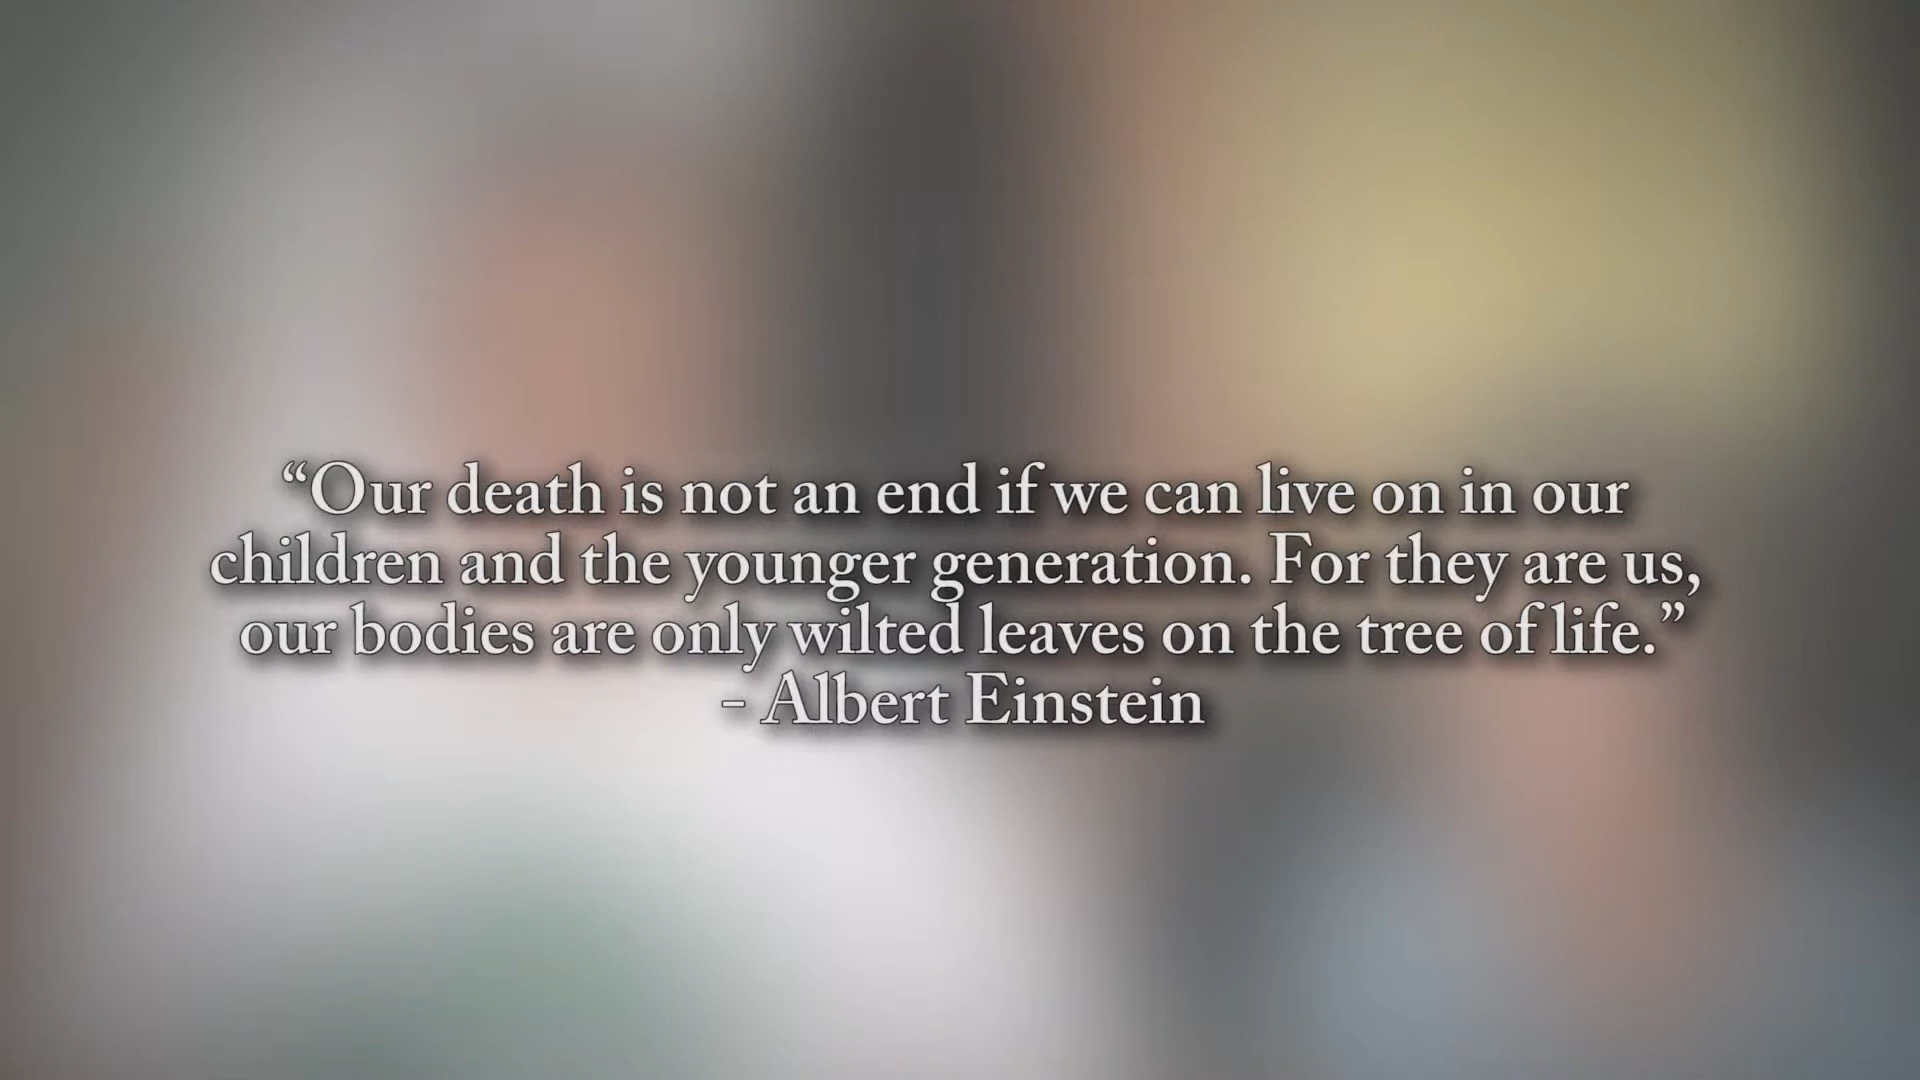 “Our death is not an end if we can live on in our
children and the younger generation. For they are us,
our bodies are only wilted leaves on the tree of life.”
- Albert Einstein